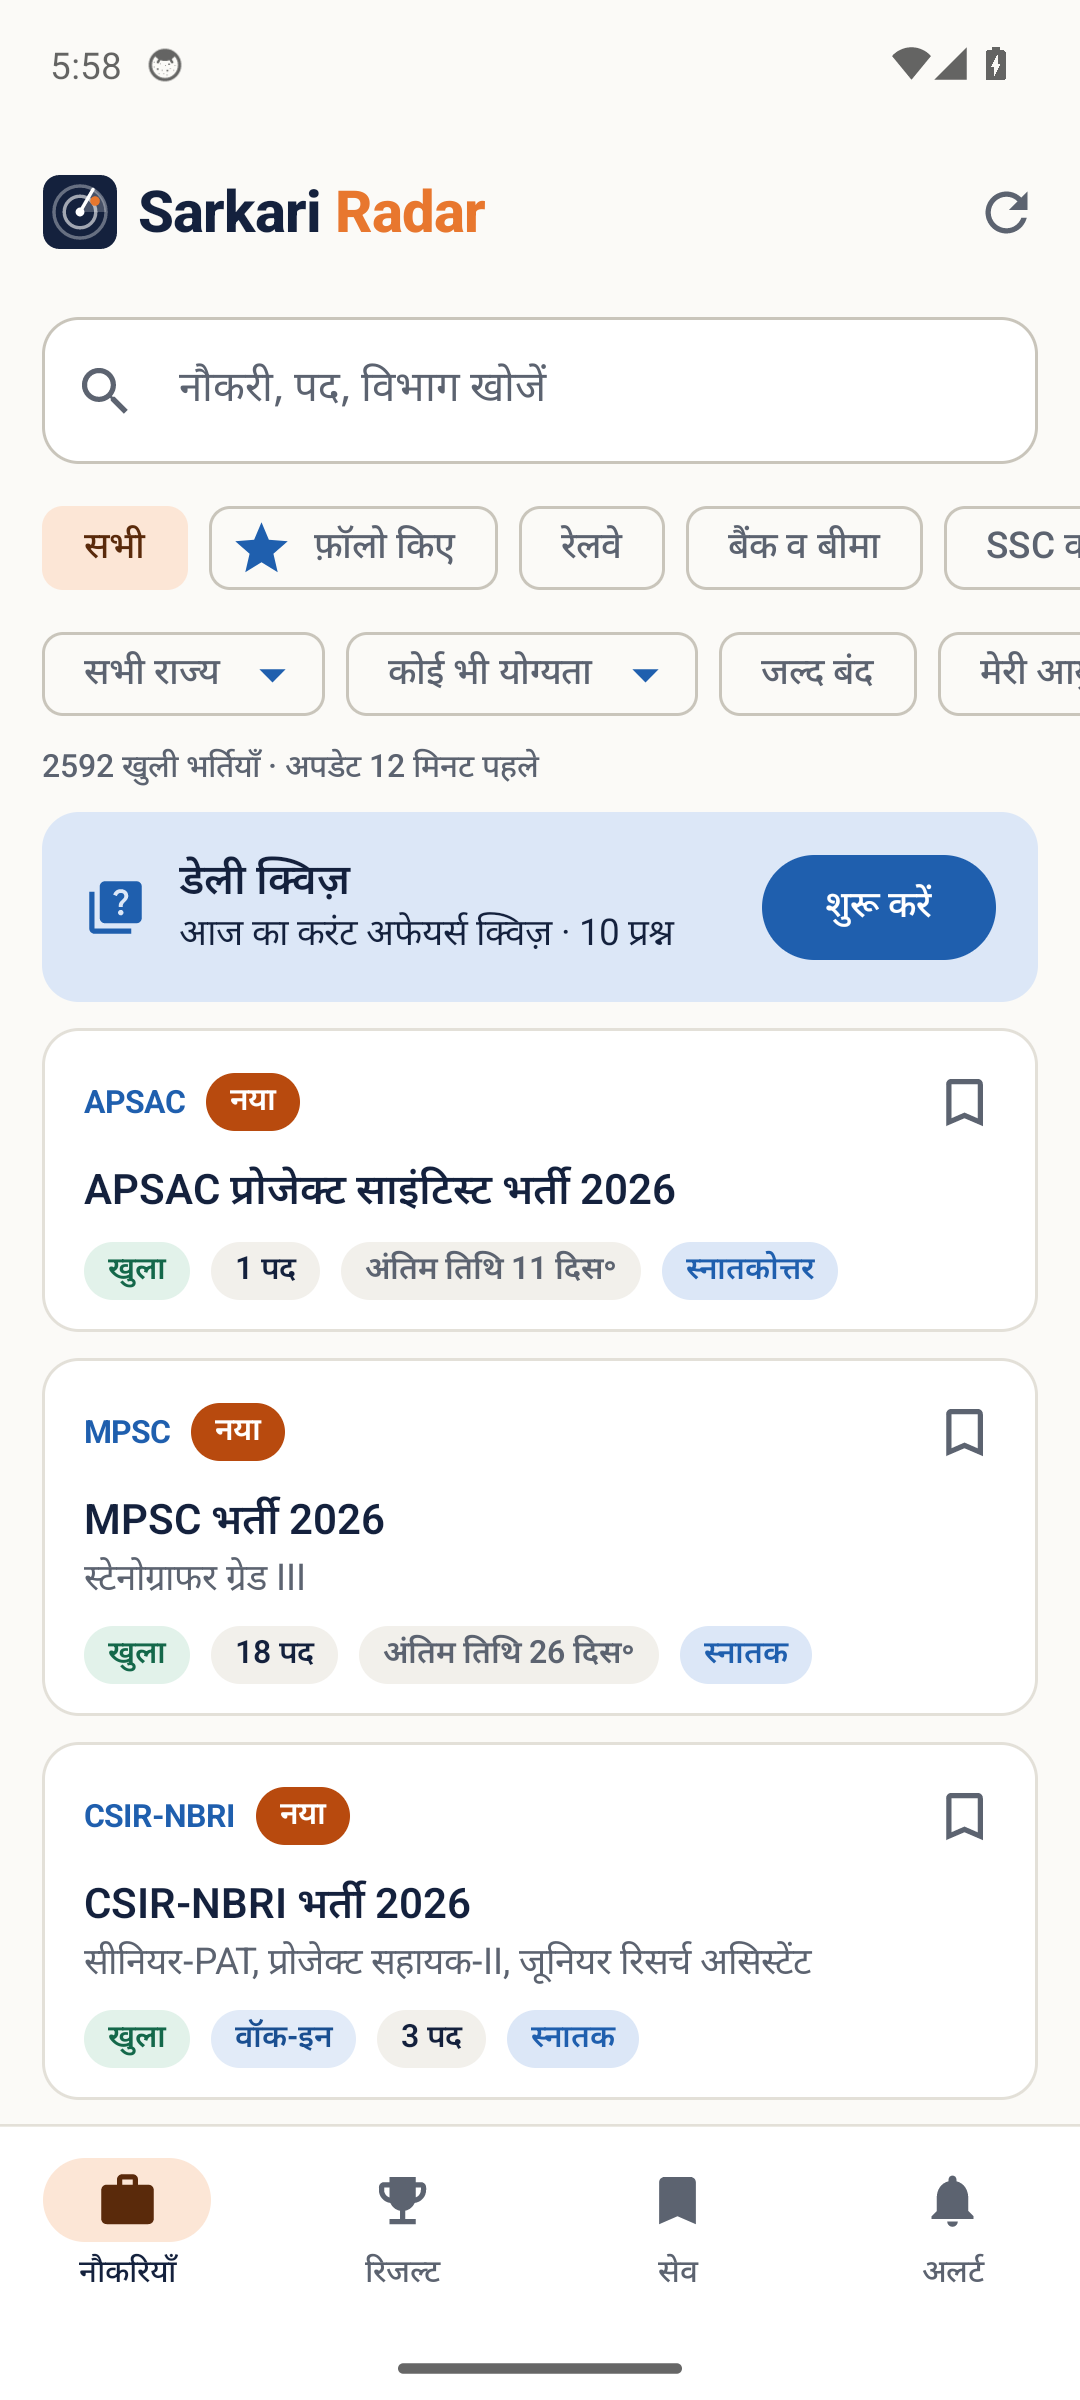 5:58
Sarkari Radar
नौकरी, पद, विभाग खोजें
सभी फ़ॉलो किए रेलवे बैंक व बीमा SSC
सभी राज्य कोई भी योग्यता जल्द बंद मेरी
2592 खुली भर्तियाँ · अपडेट 12 मिनट पहले
डेली क्विज़
आज का करंट अफेयर्स क्विज़ · 10 प्रश्न
शुरू करें
APSAC नया
APSAC प्रोजेक्ट साइंटिस्ट भर्ती 2026
खुला 1 पद अंतिम तिथि 11 दिस॰ स्नातकोत्तर
MPSC नया
MPSC भर्ती 2026
स्टेनोग्राफर ग्रेड III
खुला 18 पद अंतिम तिथि 26 दिस॰ स्नातक
CSIR-NBRI नया
CSIR-NBRI भर्ती 2026
सीनियर-PAT, प्रोजेक्ट सहायक-II, जूनियर रिसर्च असिस्टेंट
खुला वॉक-इन 3 पद स्नातक
नौकरियाँ रिजल्ट सेव अलर्ट